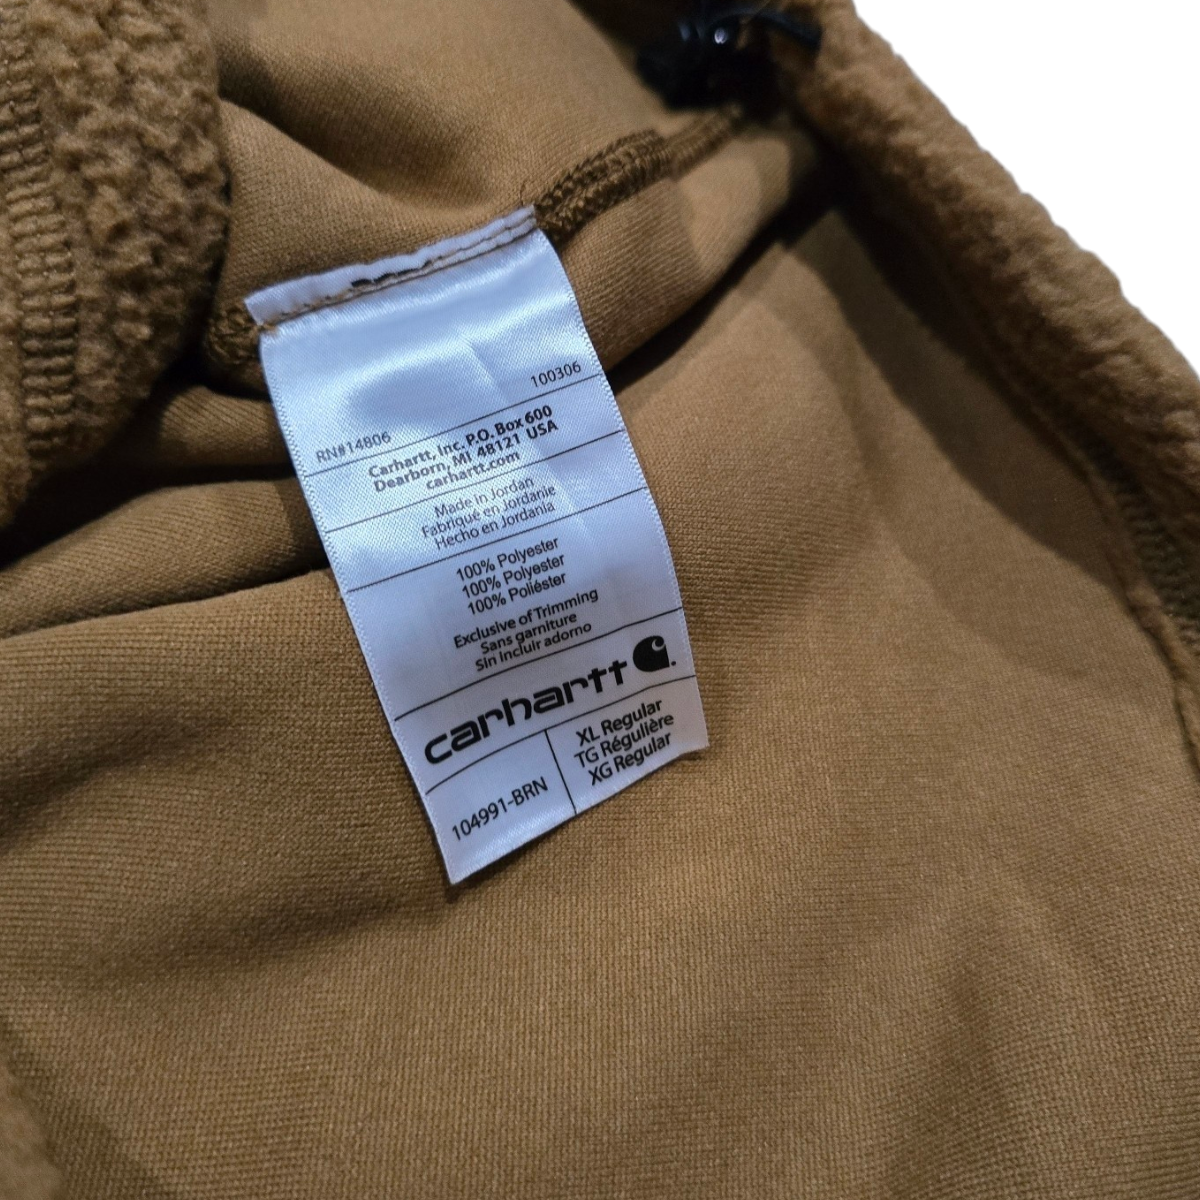 100306
RN#14806
Carhartt, Inc. P.O. Box 600
Dearborn, MI 48121 USA
carhartt.com
Made in Jordan
Fabriqué en Jordanie
Hecho en Jordania
100% Polyester
100% Polyester
100% Poliéster
Exclusive of Trimming
Sans garniture
Sin incluir adorno
carhartt
104991-BRN
XL Regular
TG Régulière
XG Regular